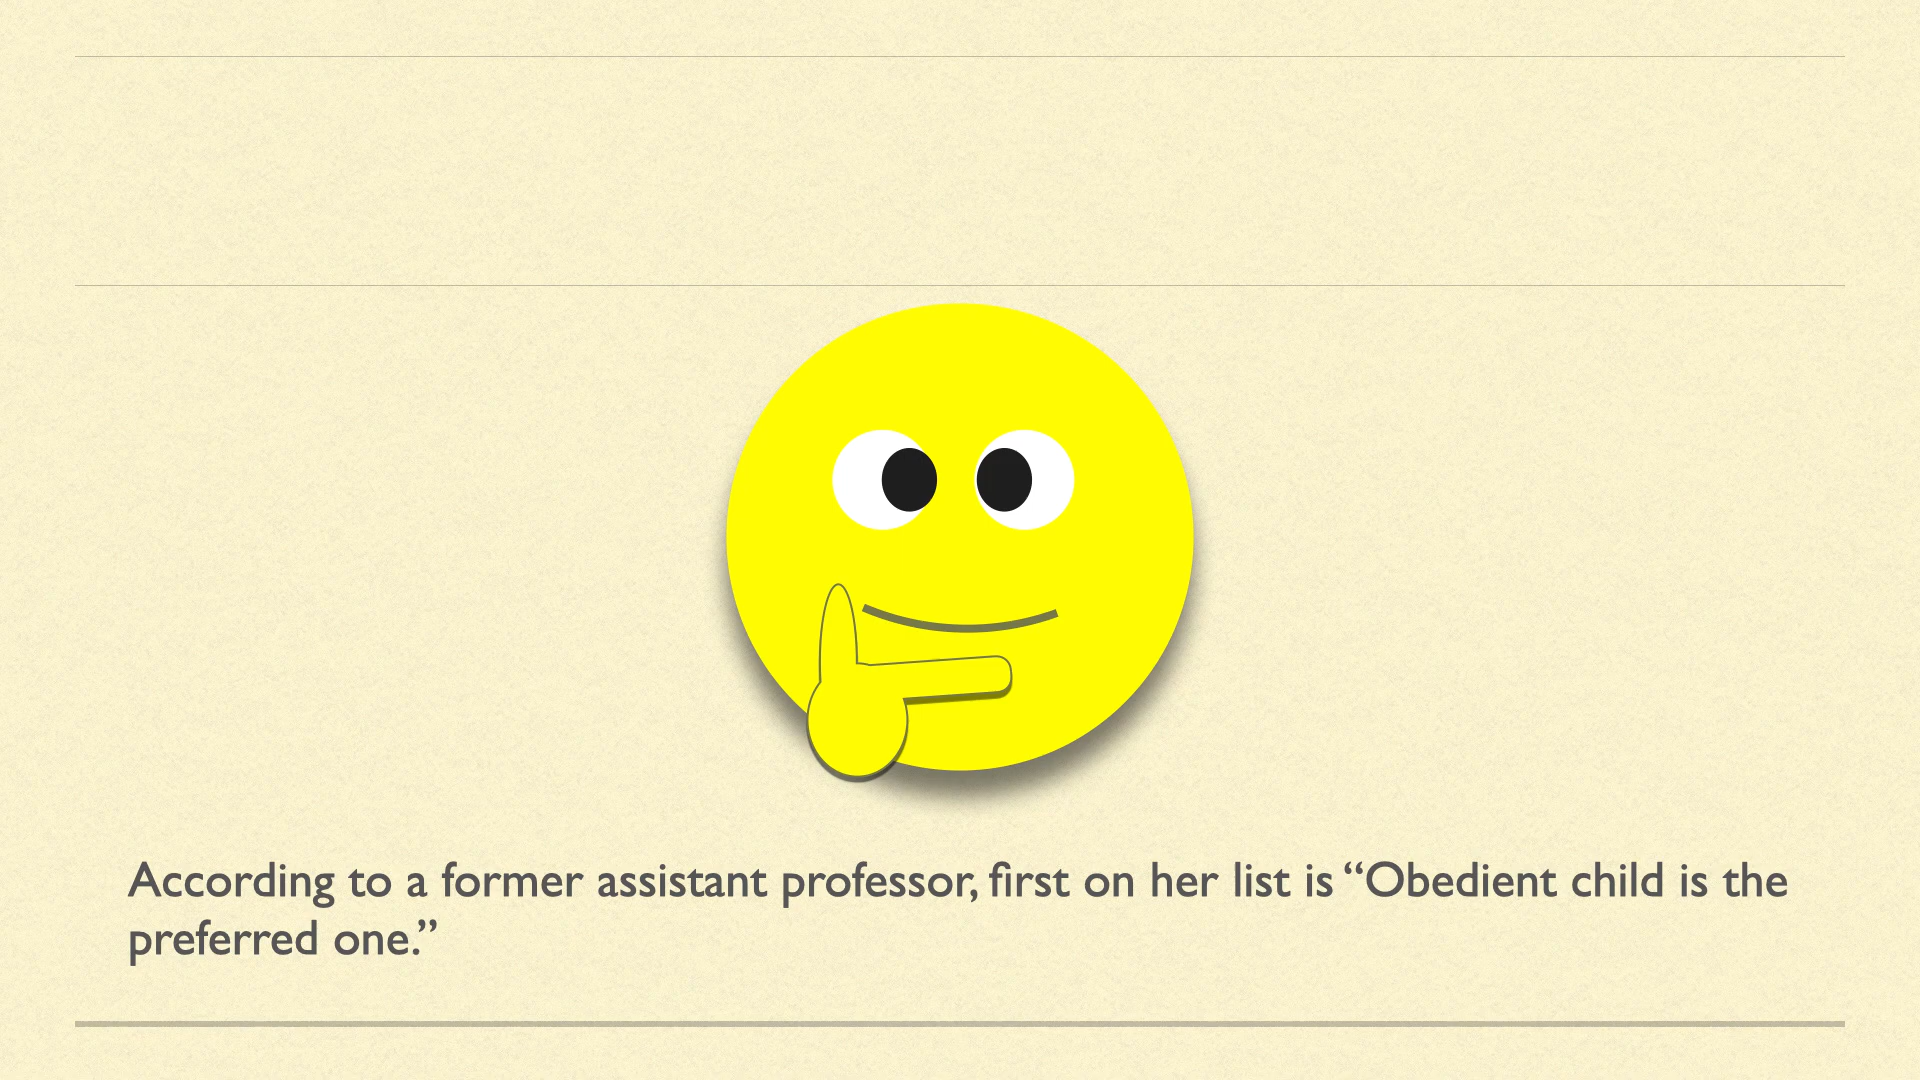 According to a former assistant professor, first on her list is “Obedient child is the
preferred one.”